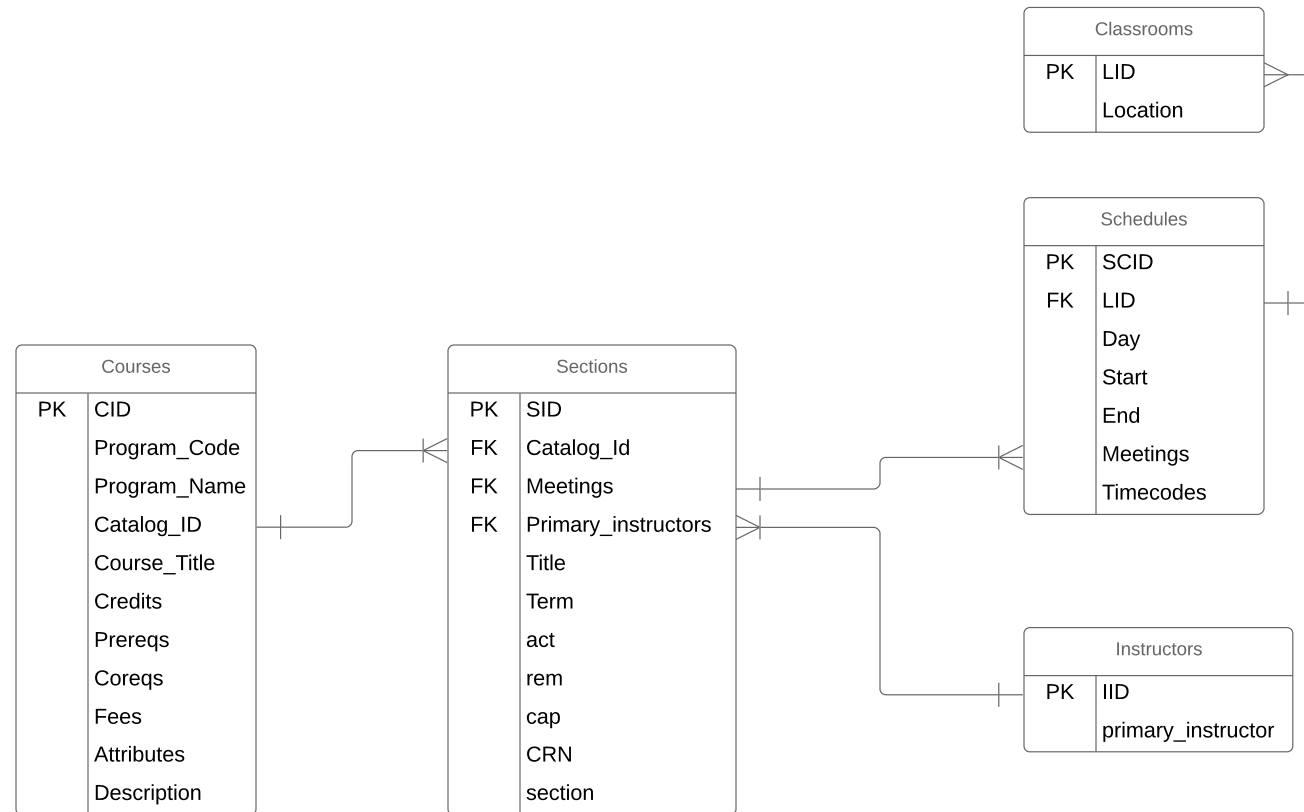 Classrooms
PK LID
Location
Schedules
PK SCID
FK LID
Day
Start
End
Meetings
Timecodes
Courses
PK CID
Program_Code
Program_Name
Catalog_ID
Course_Title
Credits
Prereqs
Coreqs
Fees
Attributes
Description
Sections
PK SID
FK Catalog_Id
FK Meetings
FK Primary_instructors
Title
Term
act
rem
cap
CRN
section
Instructors
PK IID
primary_instructor